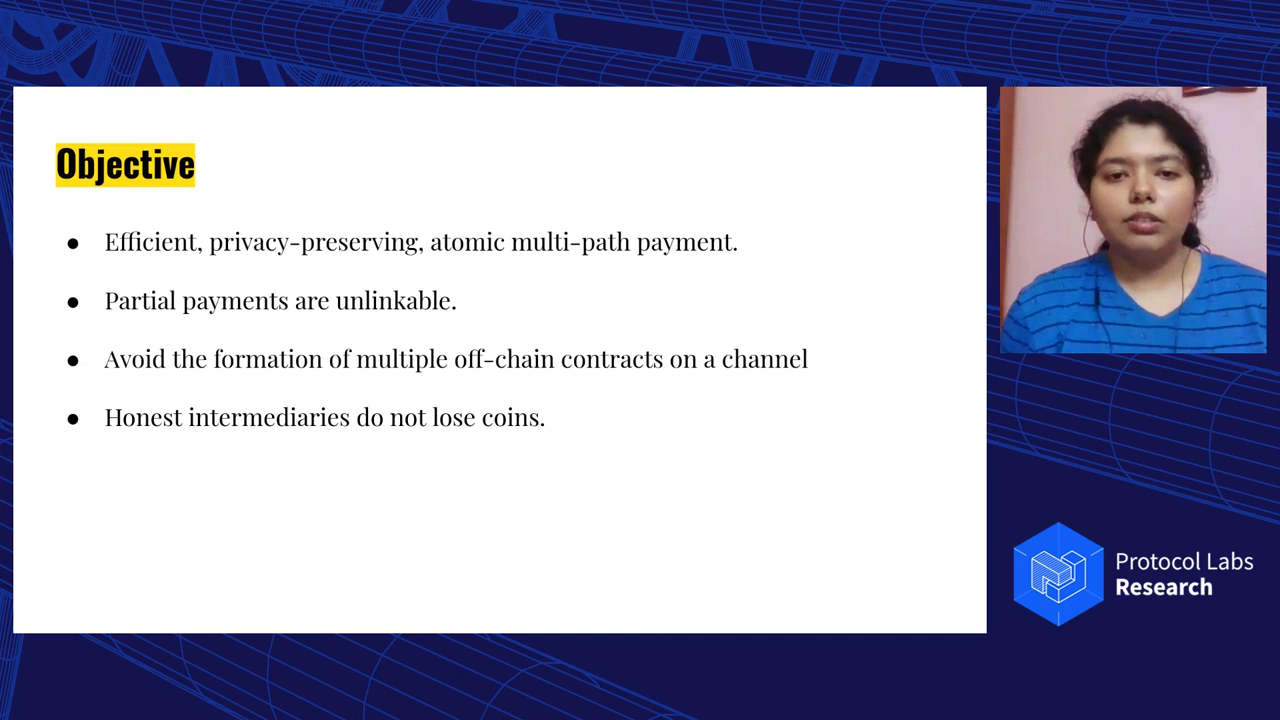 Objective
● Efficient, privacy-preserving, atomic multi-path payment.
● Partial payments are unlinkable.
● Avoid the formation of multiple off-chain contracts on a channel
● Honest intermediaries do not lose coins.
Protocol Labs
Research